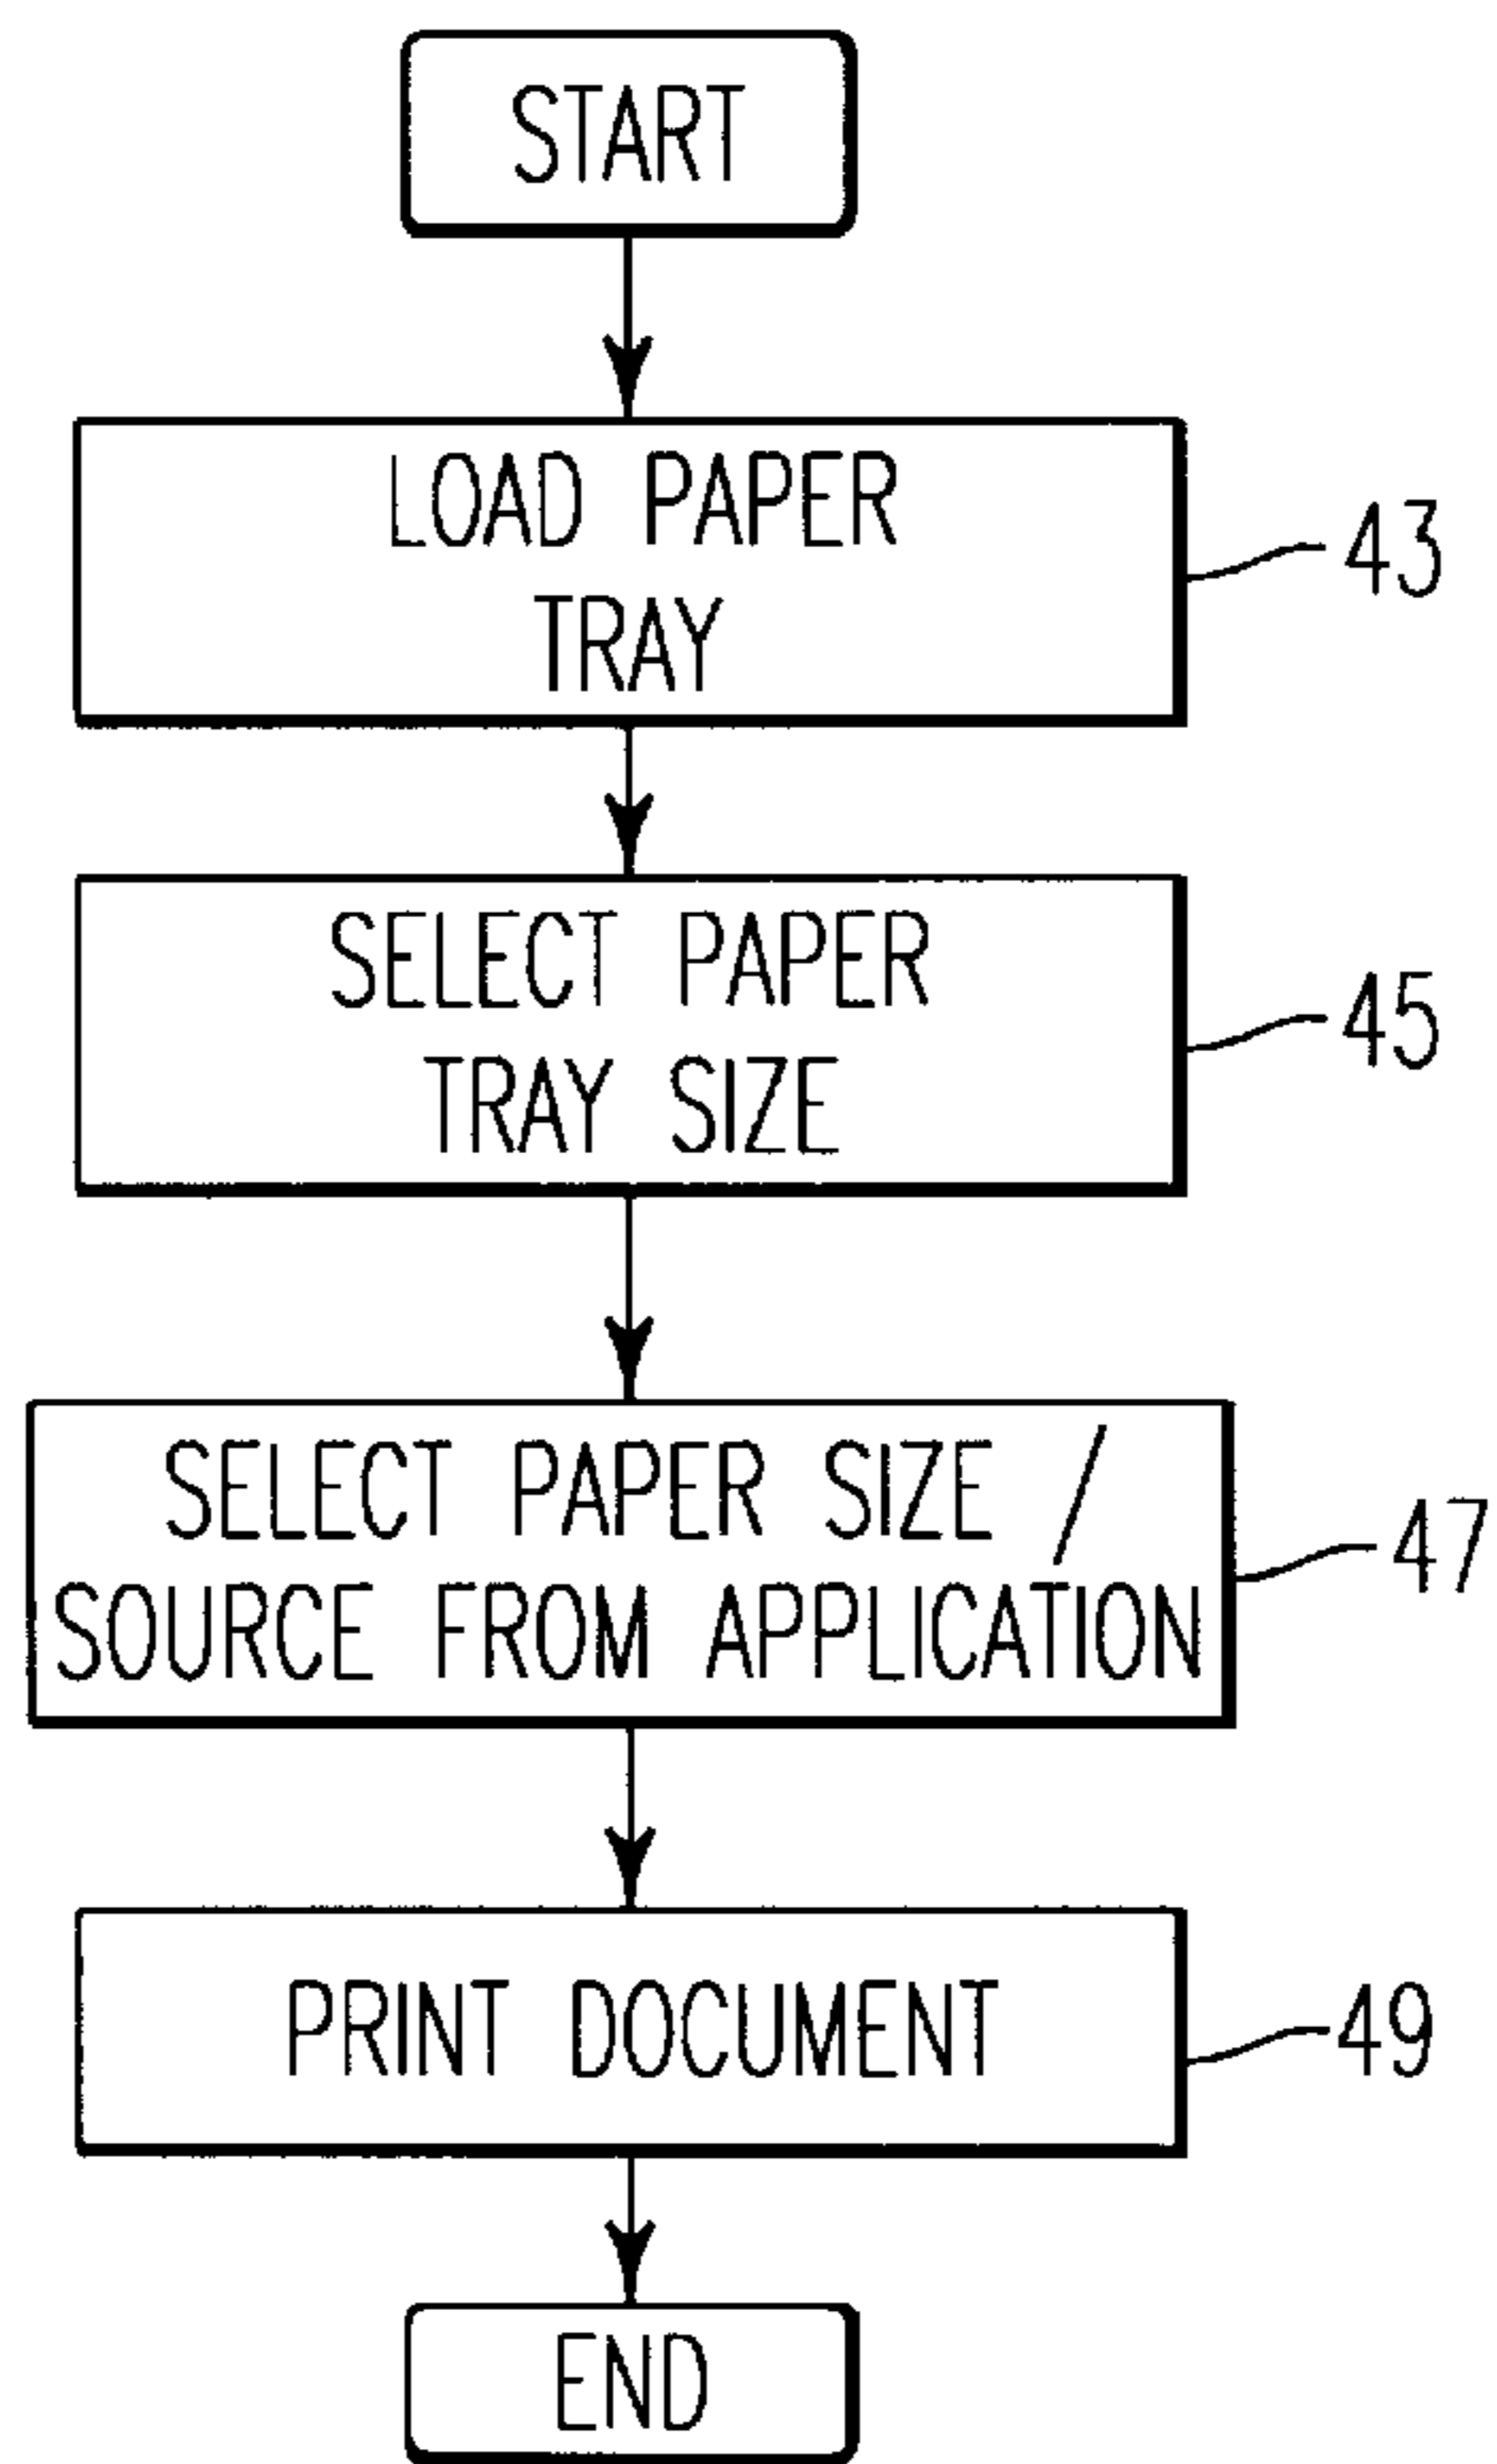 START
LOAD PAPER
TRAY
43
SELECT PAPER
TRAY SIZE
45
SELECT PAPER SIZE /
SOURCE FROM APPLICATION
47
PRINT DOCUMENT
49
END